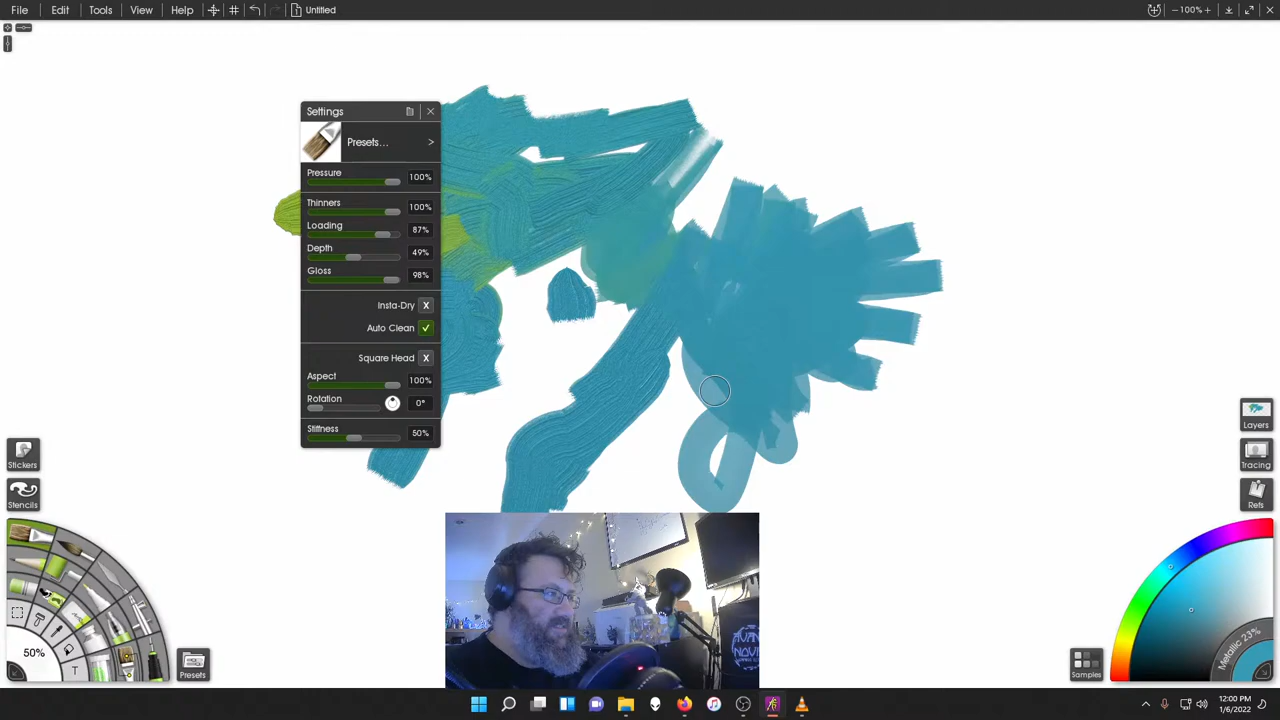 File Edit Tools View Help Untitled 100%
Settings
Presets...
Pressure 100%
Thinners 100%
Loading 87%
Depth 49%
Gloss 98%
Insta-Dry X
Auto Clean
Square Head X
Aspect 100%
Rotation 0°
Stiffness 50%
Stickers
Stencils
Layers
Tracing
Refs
50%
T
Presets
Samples
Metallic 23%
12:00 PM
1/6/2022